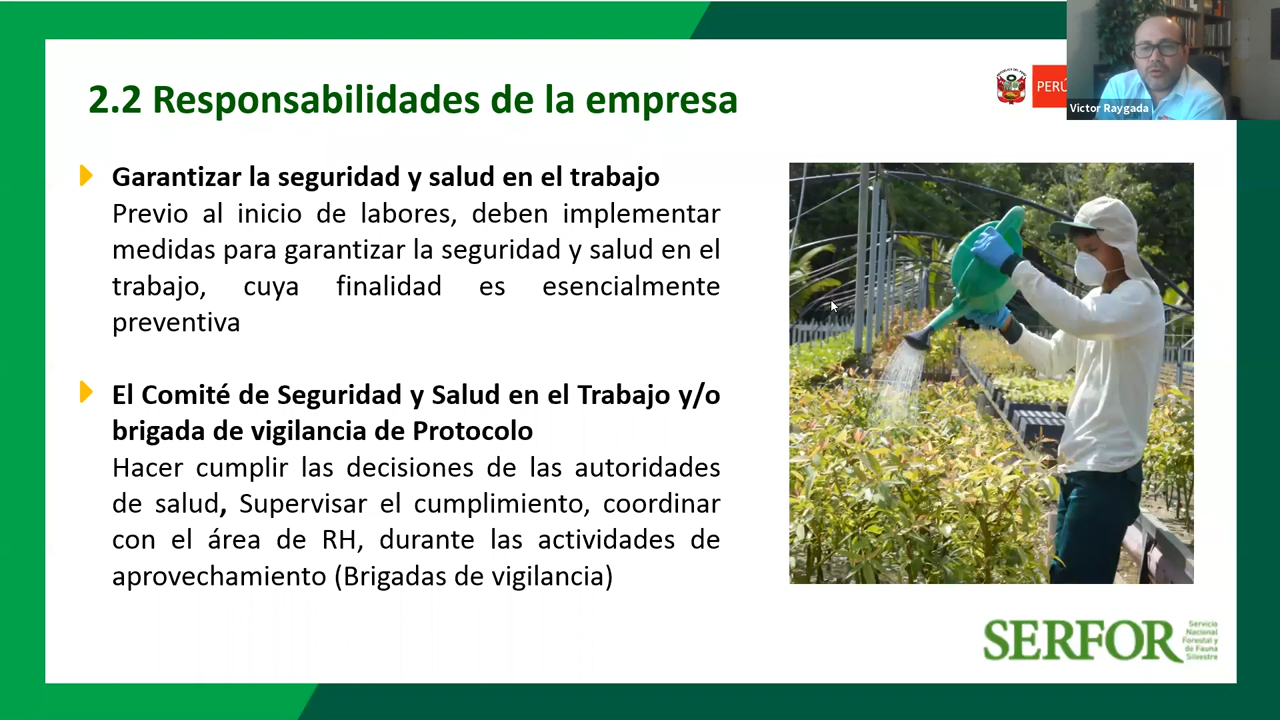 2.2 Responsabilidades de la empresa
PERÚ
Victor Raygada
Garantizar la seguridad y salud en el trabajo
Previo al inicio de labores, deben implementar
medidas para garantizar la seguridad y salud en el
trabajo, cuya finalidad es esencialmente
preventiva
El Comité de Seguridad y Salud en el Trabajo y/o
brigada de vigilancia de Protocolo
Hacer cumplir las decisiones de las autoridades
de salud, Supervisar el cumplimiento, coordinar
con el área de RH, durante las actividades de
aprovechamiento (Brigadas de vigilancia)
SERFOR
Servicio
Nacional
Forestal y
de Fauna
Silvestre